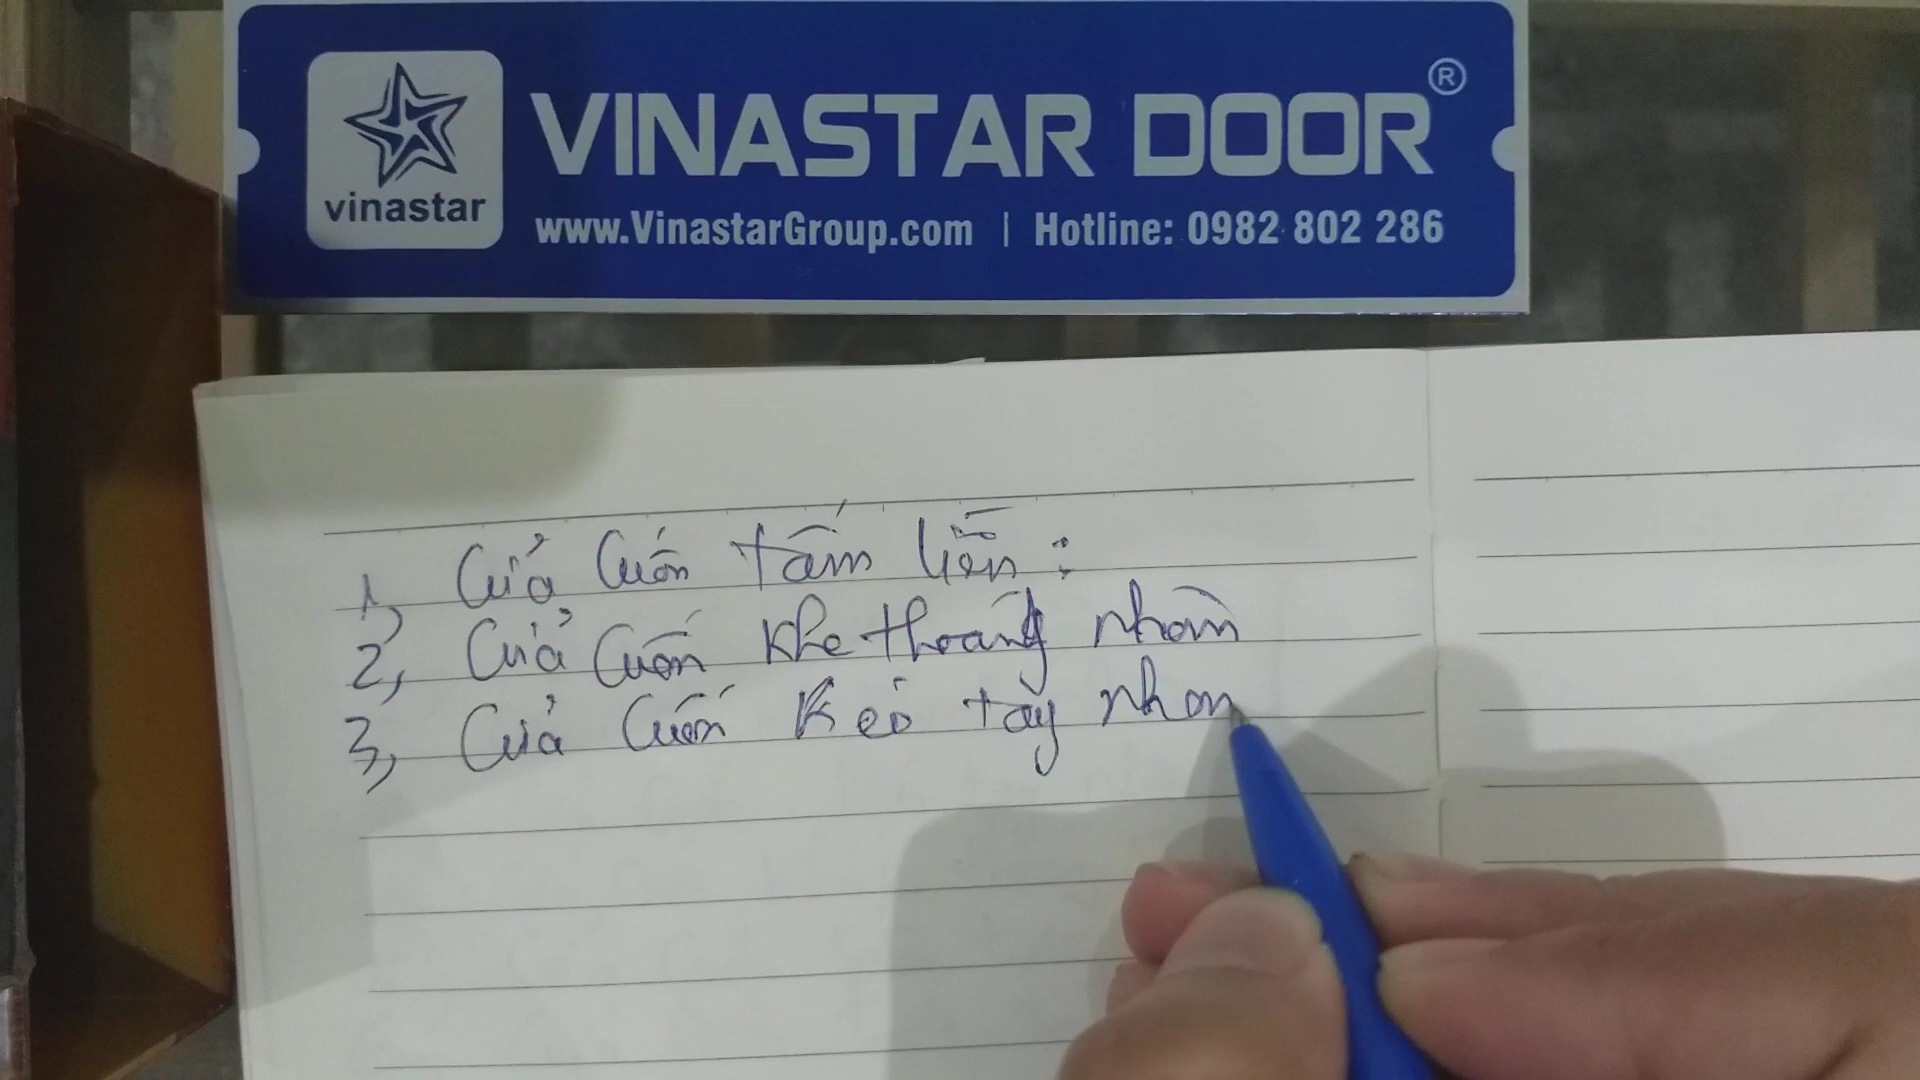 vinastar
VINASTAR DOOR®
www.VinastarGroup.com | Hotline: 0982 802 286
1, Cửa Cuốn tấm liền :
2, Cửa Cuốn Khe thoáng nhôm
3, Cửa Cuốn Kéo tay nhom